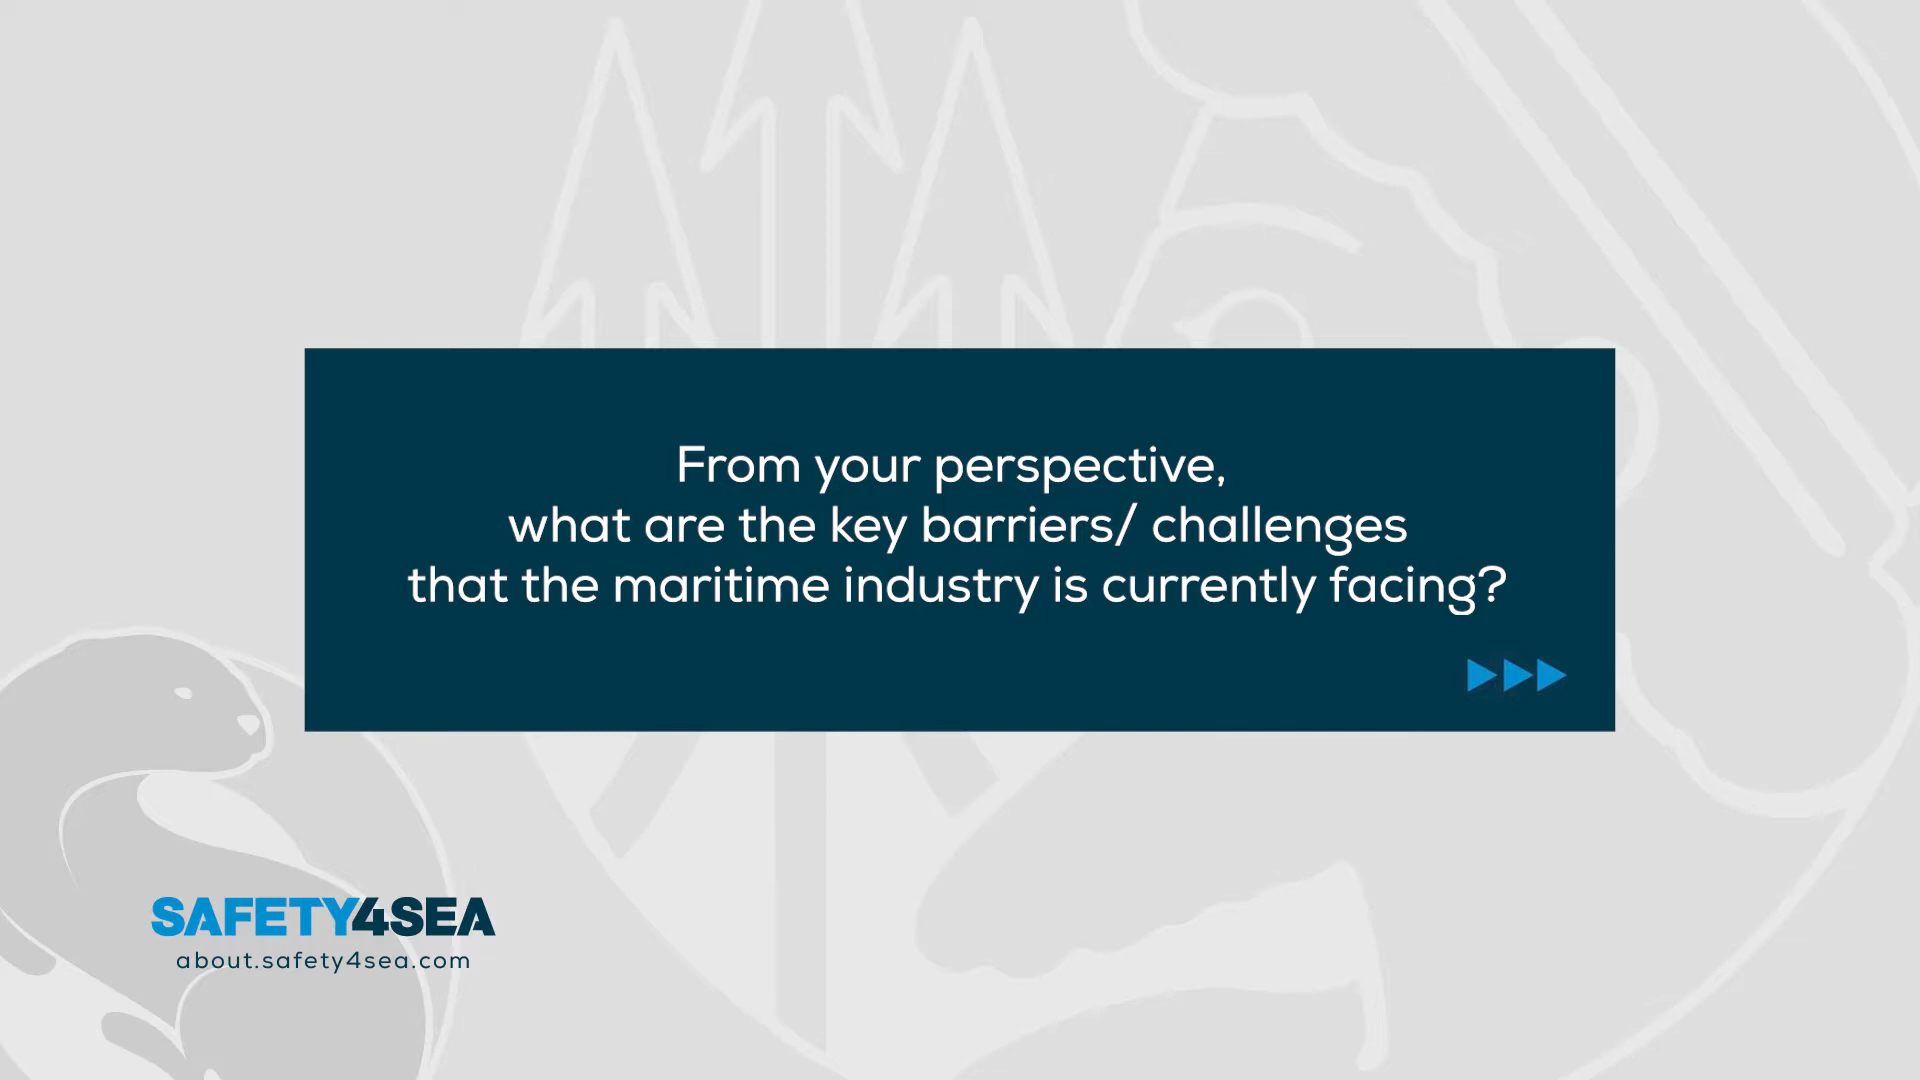 From your perspective,
what are the key barriers/ challenges
that the maritime industry is currently facing?
SAFETY4SEA
about.safety4sea.com